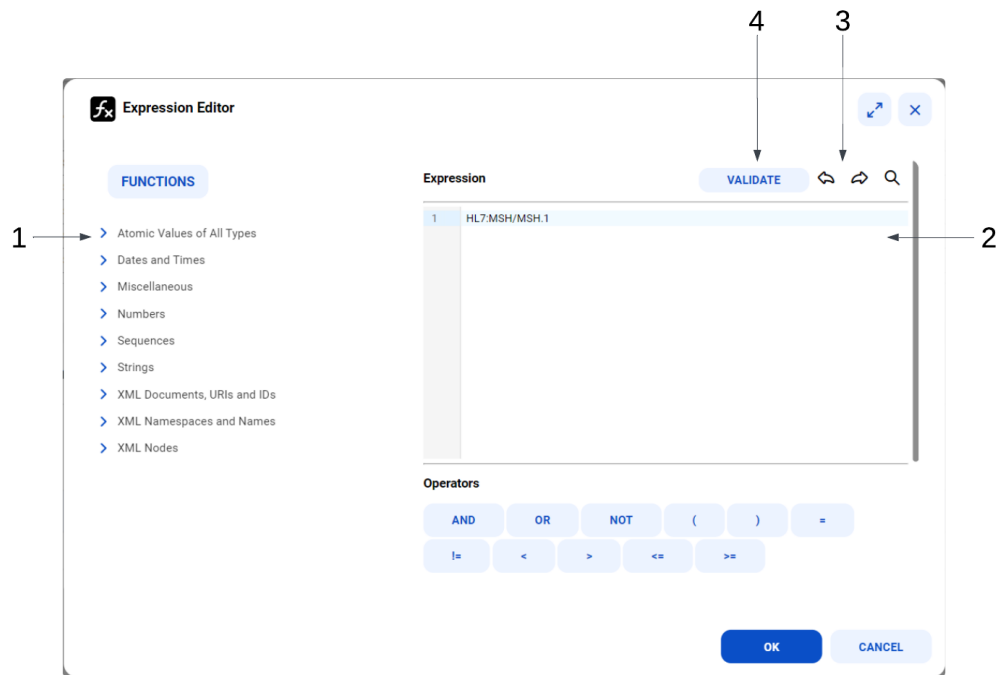 4 3
fx Expression Editor
FUNCTIONS
Expression VALIDATE
1 HL7:MSH/MSH.1
1
2
Atomic Values of All Types
Dates and Times
Miscellaneous
Numbers
Sequences
Strings
XML Documents, URIs and IDs
XML Namespaces and Names
XML Nodes
Operators
AND OR NOT ( ) =
!= < > <= >=
OK CANCEL